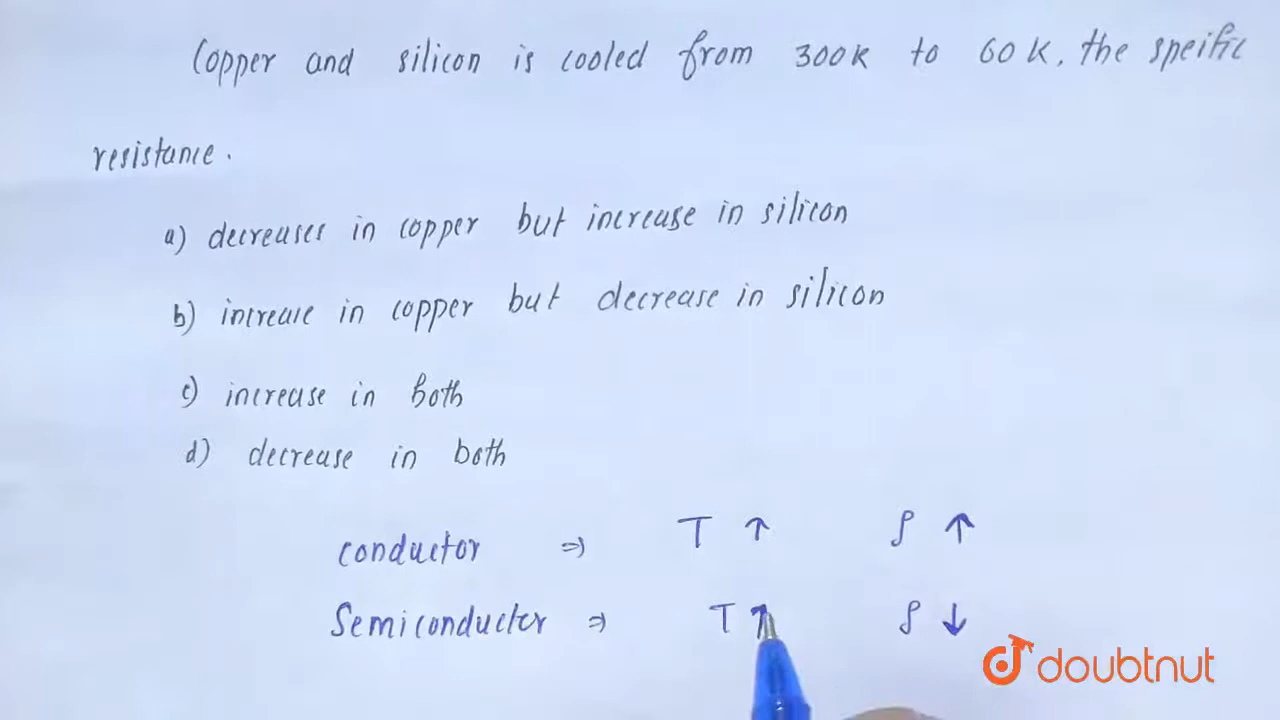 Copper and silicon is cooled from 300K to 60K, the speific
resistance.
a) decreases in copper but increase in silicon
b) increase in copper but decrease in silicon
c) increase in both
d) decrease in both
conductor ⇒ T ↑ ρ ↑
Semiconductor ⇒ T ↑ ρ ↓
doubtnut